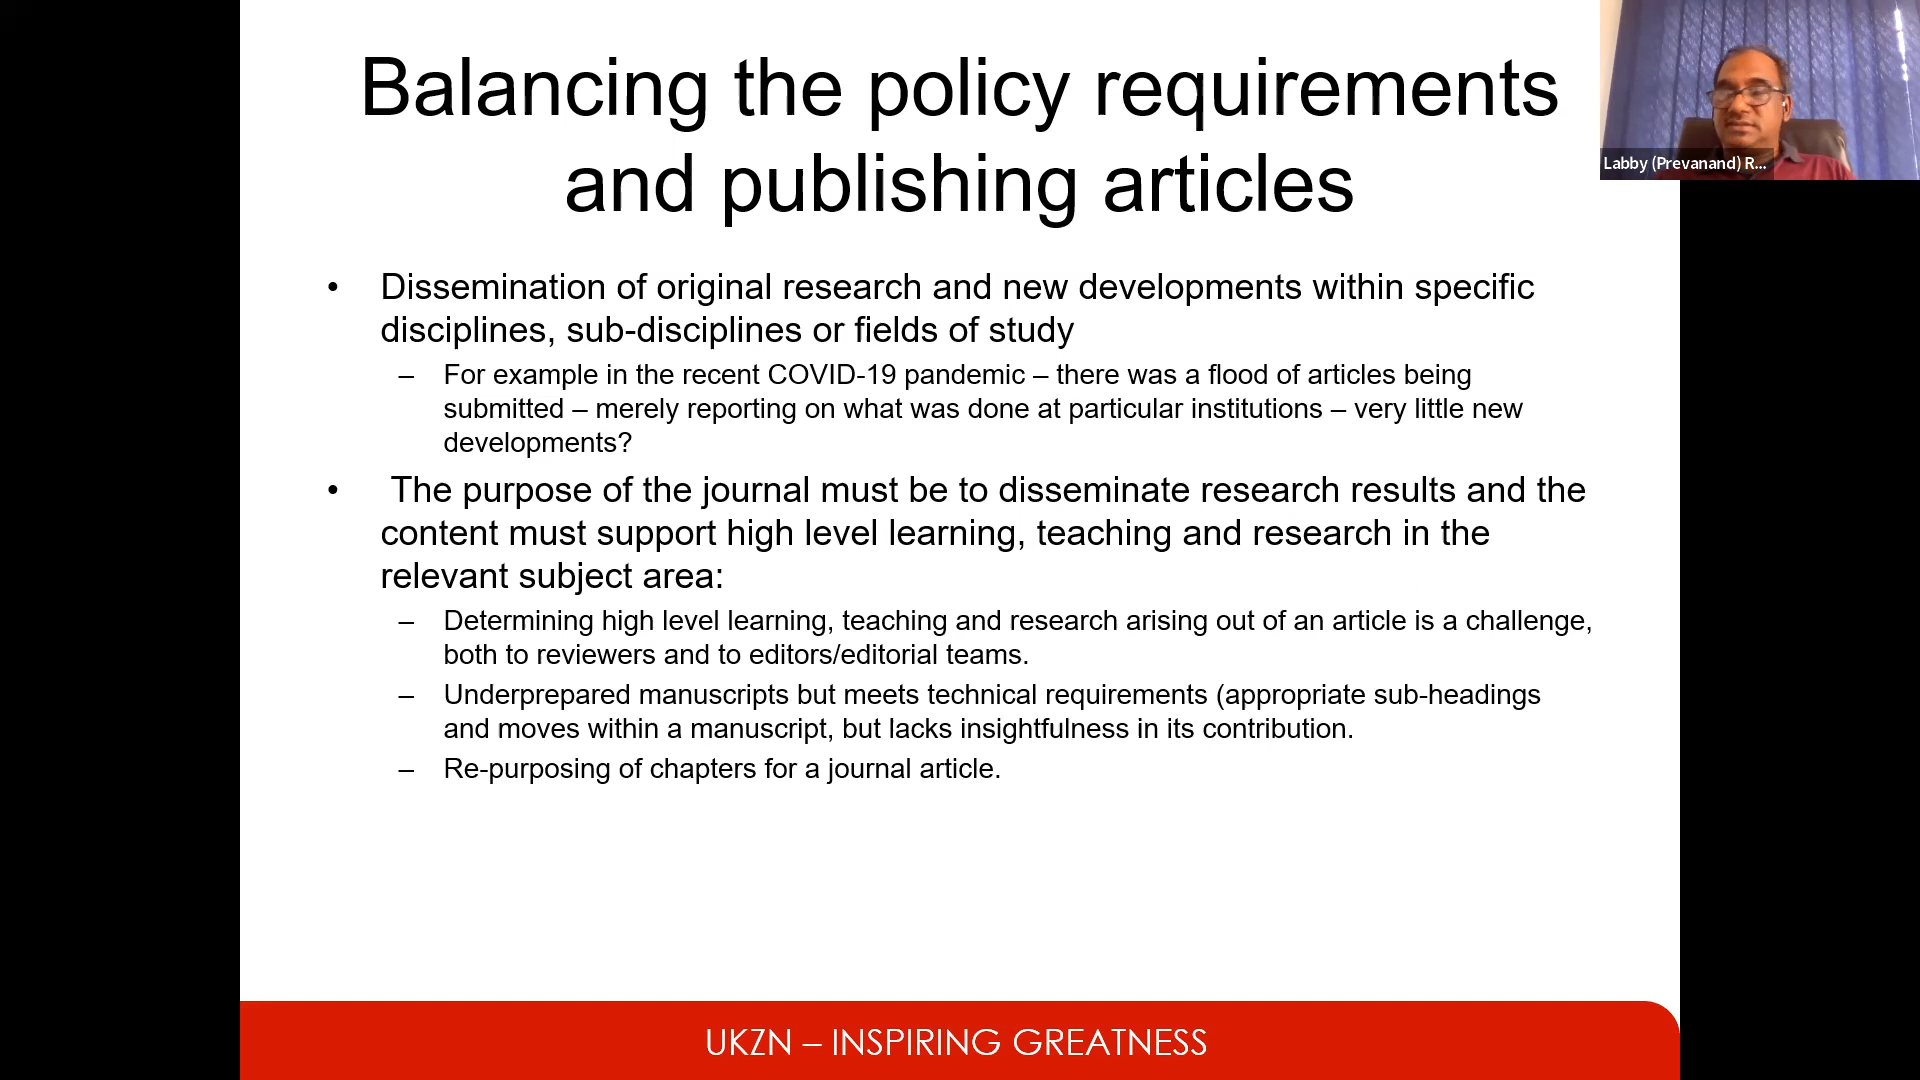 Balancing the policy requirements
and publishing articles
Labby (Prevanand) R...
• Dissemination of original research and new developments within specific
disciplines, sub-disciplines or fields of study
– For example in the recent COVID-19 pandemic – there was a flood of articles being
submitted – merely reporting on what was done at particular institutions – very little new
developments?
• The purpose of the journal must be to disseminate research results and the
content must support high level learning, teaching and research in the
relevant subject area:
– Determining high level learning, teaching and research arising out of an article is a challenge,
both to reviewers and to editors/editorial teams.
– Underprepared manuscripts but meets technical requirements (appropriate sub-headings
and moves within a manuscript, but lacks insightfulness in its contribution.
– Re-purposing of chapters for a journal article.
UKZN – INSPIRING GREATNESS